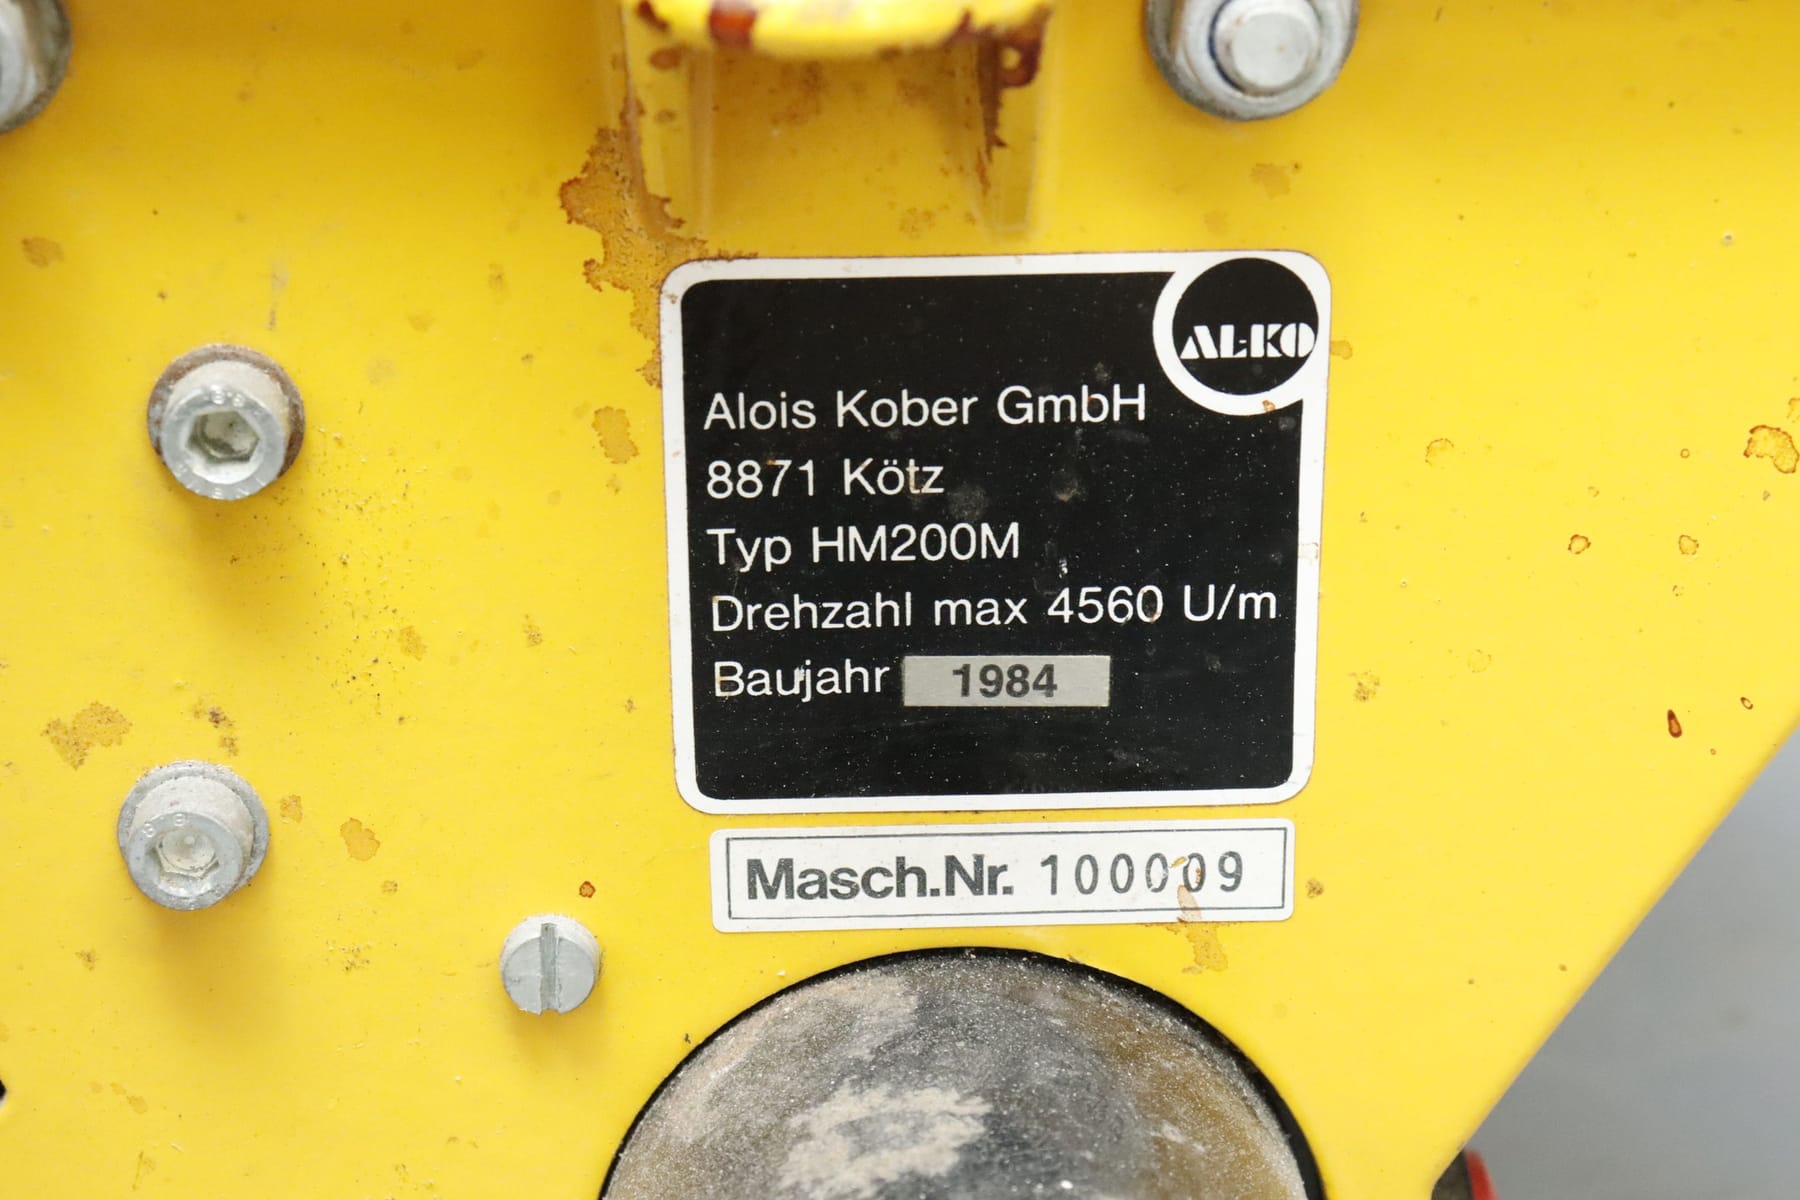 AL-KO
Alois Kober GmbH
8871 Kötz
Typ HM200M
Drehzahl max 4560 U/m
Baujahr 1984
Masch.Nr. 100009